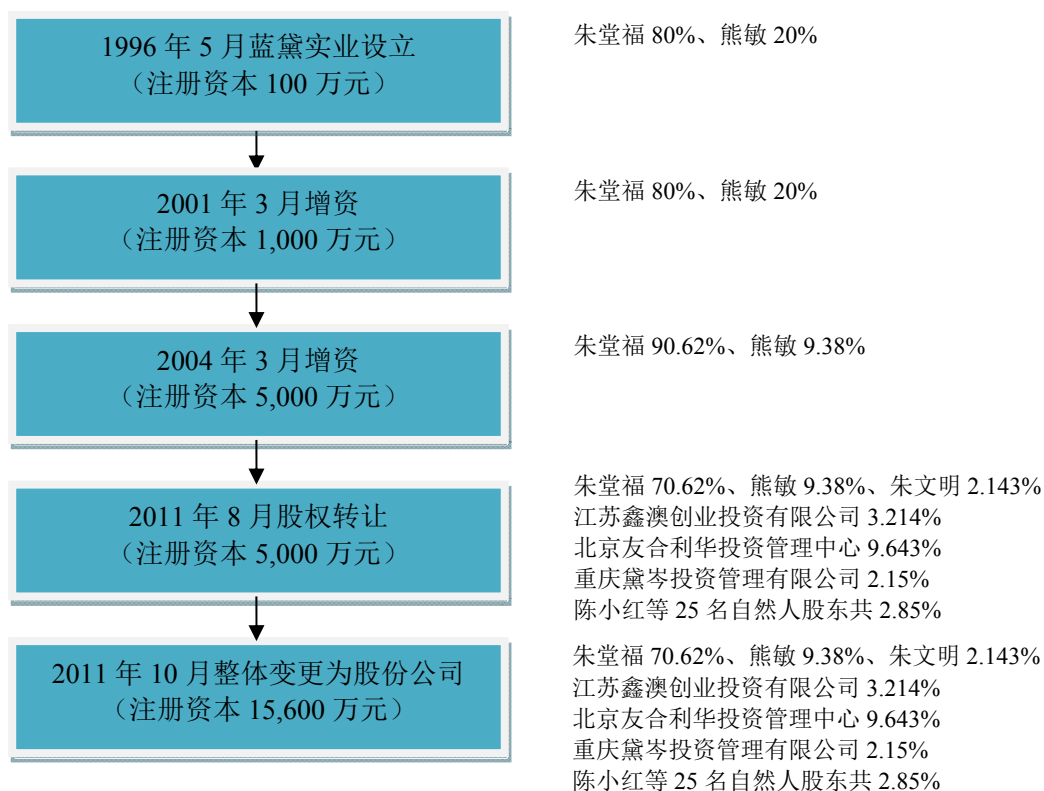 1996 年 5 月蓝黛实业设立
（注册资本 100 万元）
朱堂福 80%、熊敏 20%
2001 年 3 月增资
（注册资本 1,000 万元）
朱堂福 80%、熊敏 20%
2004 年 3 月增资
（注册资本 5,000 万元）
朱堂福 90.62%、熊敏 9.38%
2011 年 8 月股权转让
（注册资本 5,000 万元）
朱堂福 70.62%、熊敏 9.38%、朱文明 2.143%
江苏鑫澳创业投资有限公司 3.214%
北京友合利华投资管理中心 9.643%
重庆黛岑投资管理有限公司 2.15%
陈小红等 25 名自然人股东共 2.85%
2011 年 10 月整体变更为股份公司
（注册资本 15,600 万元）
朱堂福 70.62%、熊敏 9.38%、朱文明 2.143%
江苏鑫澳创业投资有限公司 3.214%
北京友合利华投资管理中心 9.643%
重庆黛岑投资管理有限公司 2.15%
陈小红等 25 名自然人股东共 2.85%